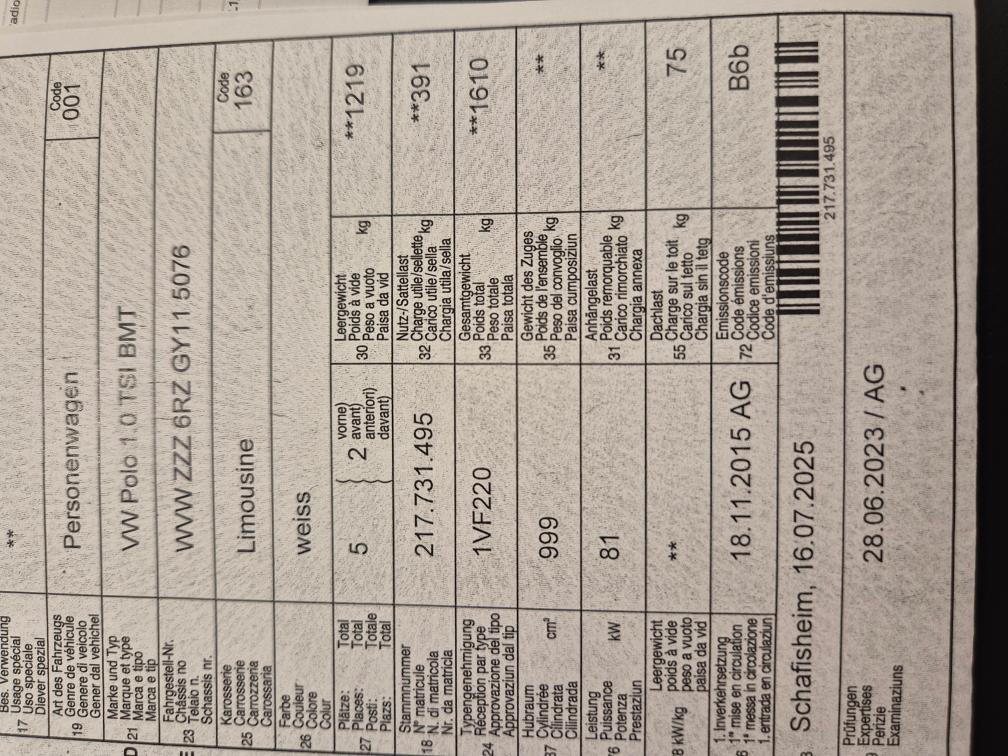 Bes. Verwendung
17 Usage spécial
Uso speciale
Diever spezial
**
Art des Fahrzeugs
19 Genre de véhicule
Genere di veicolo
Gener dal vehichel
Personenwagen
Code
001
Marke und Typ
D 21 Marque et type
Marca e tipo
Marca e tip
VW Polo 1.0 TSI BMT
Fahrgestell-Nr.
E 23 Châssis no
Telaio n.
Schassis nr.
WVW ZZZ 6RZ GY11 5076
Karosserie
25 Carrosserie
Carrozzeria
Carossaria
Limousine
Code
163
Farbe
26 Couleur
Colore
Colur
weiss
Plätze: Total
27 Places: Total
Posti: Totale
Plazs: Total
5
2
vorne)
avant)
anteriori)
davant)
Leergewicht
30 Poids à vide kg
Peso a vuoto
Paisa da vid
**1219
Stammnummer
18 N° matricule
N. di matricola
Nr. da matricla
217.731.495
Nutz-/Sattellast
32 Charge utile/sellette kg
Carico utile/sella
Chargia utila/sella
**391
Typengenehmigung
24 Réception par type
Approvazione del tipo
Approvaziun dal tip
1VF220
Gesamtgewicht
33 Poids total kg
Peso totale
Paisa totala
**1610
Hubraum
37 Cylindrée cm³
Cilindrata
Cilindrada
999
Gewicht des Zuges
35 Poids de l'ensemble kg
Peso del convoglio
Paisa cumposiziun
**
Leistung
76 Puissance kW
Potenza
Prestaziun
81
Anhängelast
31 Poids remorquable kg
Carico rimorchiato
Chargia annexa
**
Leergewicht
8 kW/kg poids à vide
peso a vuoto
paisa da vid
**
Dachlast
55 Charge sur le toit kg
Carico sul tetto
Chargia sin il tetg
75
1. Inverkehrsetzung
6 1re mise en circulation
1a messa in circolazione
1. entrada en circulaziun
18.11.2015 AG
Emissionscode
72 Code émissions
Codice emissioni
Code d'emissiuns
B6b
Schafisheim, 16.07.2025
217.731.495
Prüfungen
Expertises
Perizie
Examinaziuns
28.06.2023 / AG